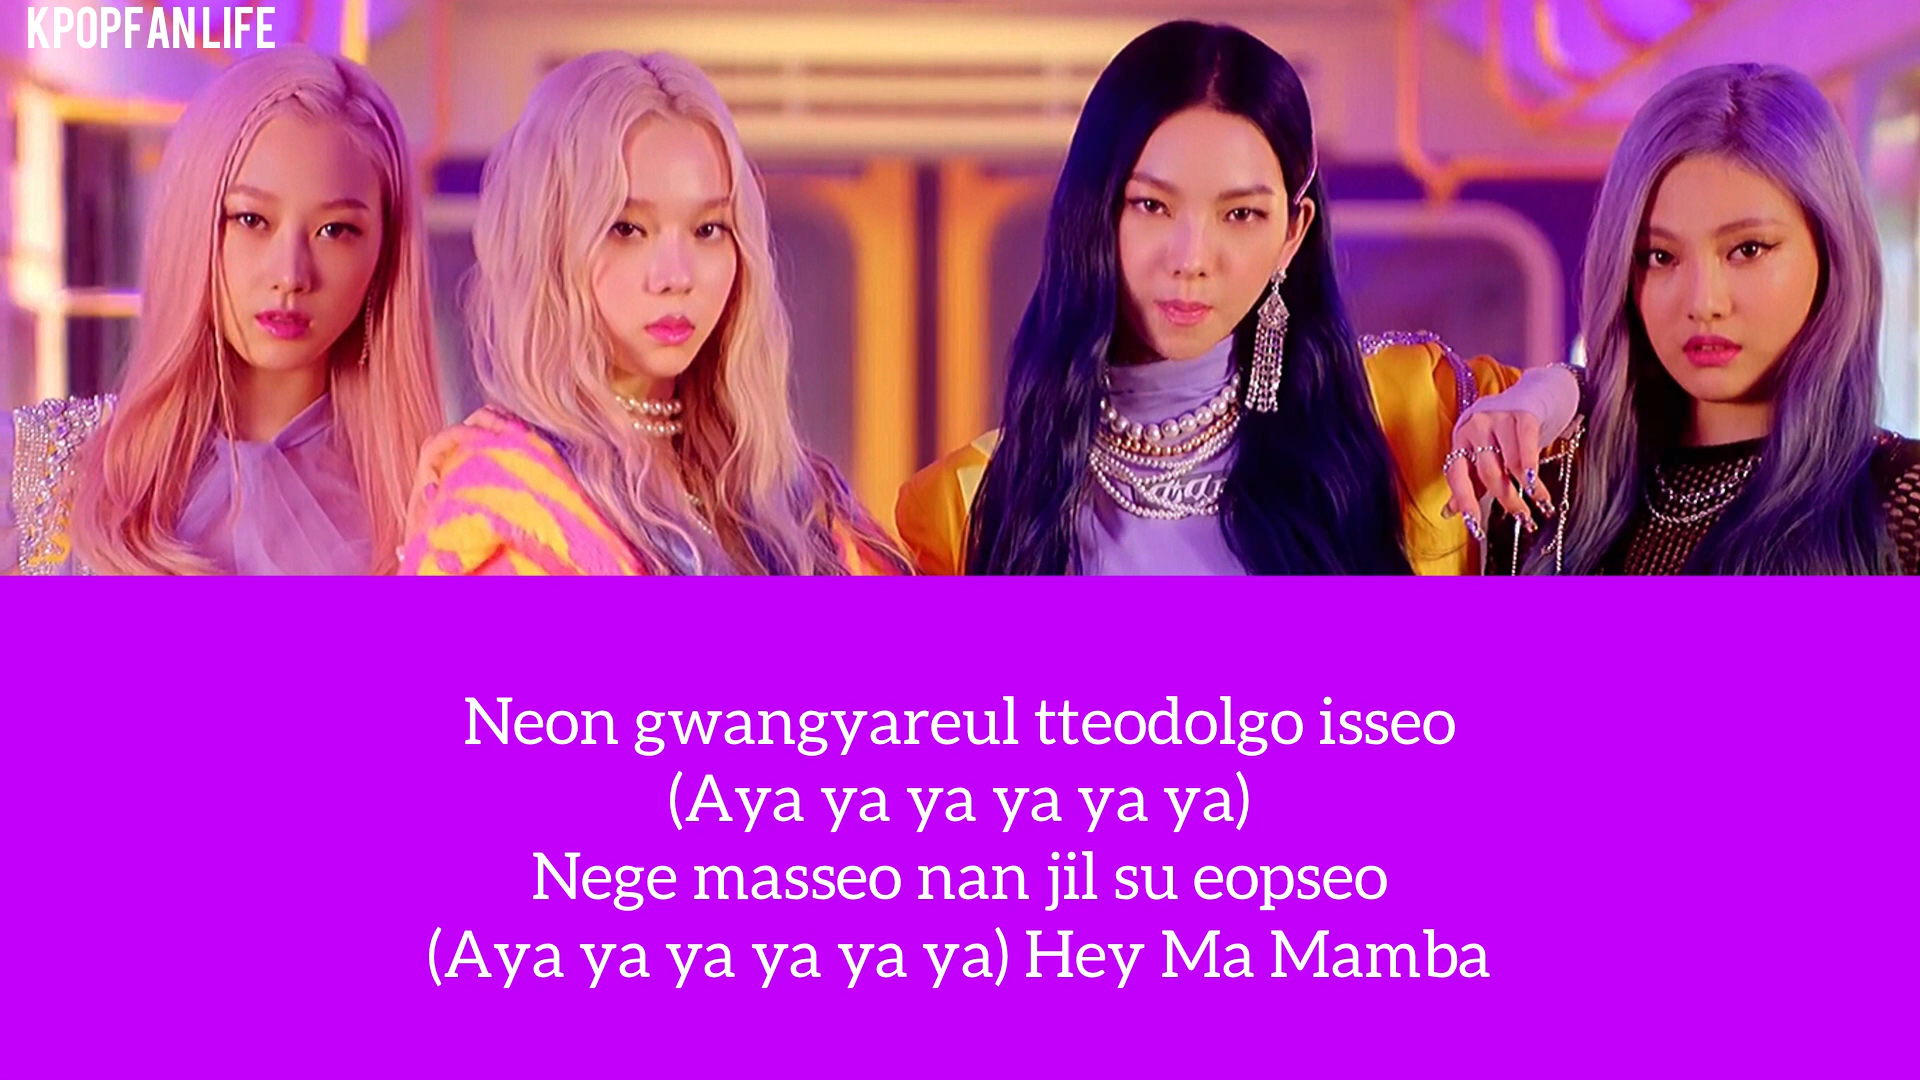 KPOPFANLIFE
Neon gwangyareul tteodolgo isseo
(Aya ya ya ya ya ya)
Nege masseo nan jil su eopseo
(Aya ya ya ya ya ya) Hey Ma Mamba